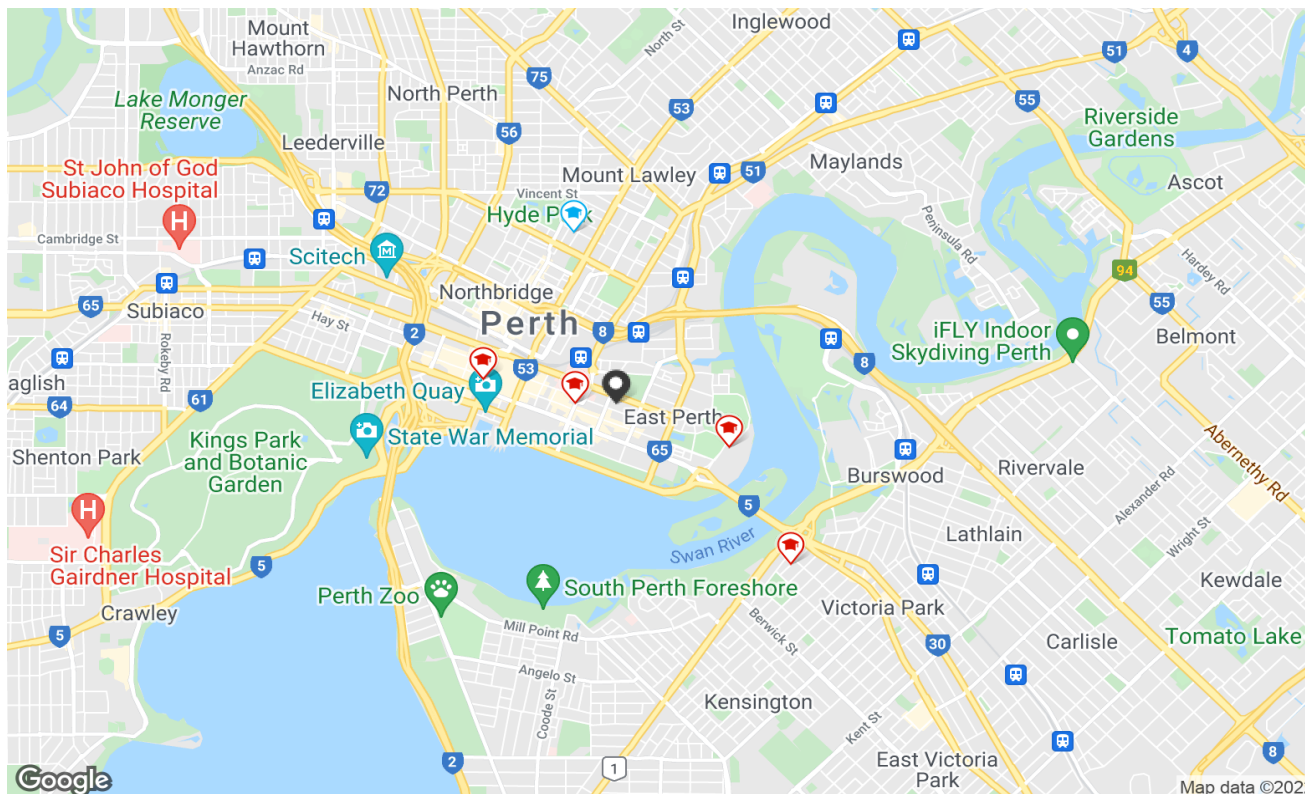 Mount
Hawthorn
Anzac Rd
North St
Inglewood
51
4
75
53
55
Lake Monger
Reserve
North Perth
Riverside
Gardens
56
Leederville
Maylands
St John of God
Subiaco Hospital
H
72
Vincent St
Mount Lawley
51
Ascot
Hyde Park
Peninsula Rd
Cambridge St
Scitech
M
Hardey Rd
94
65
Subiaco
Northbridge
Hay St
Perth
2
8
55
Belmont
Rokeby Rd
iFLY Indoor
Skydiving Perth
8
53
aglish
64
61
Elizabeth Quay
East Perth
State War Memorial
65
Kings Park
and Botanic
Garden
Shenton Park
Abernethy Rd
Rivervale
Burswood
Alexander Rd
H
5
Wright St
Lathlain
Swan River
Sir Charles
Gairdner Hospital
5
Perth Zoo
South Perth Foreshore
Kewdale
Crawley
Victoria Park
Berwick St
5
Mill Point Rd
30
Carlisle
Tomato Lake
Angelo St
Coode St
Kensington
Kent St
2
1
East Victoria
Park
8
Google
Map data ©202